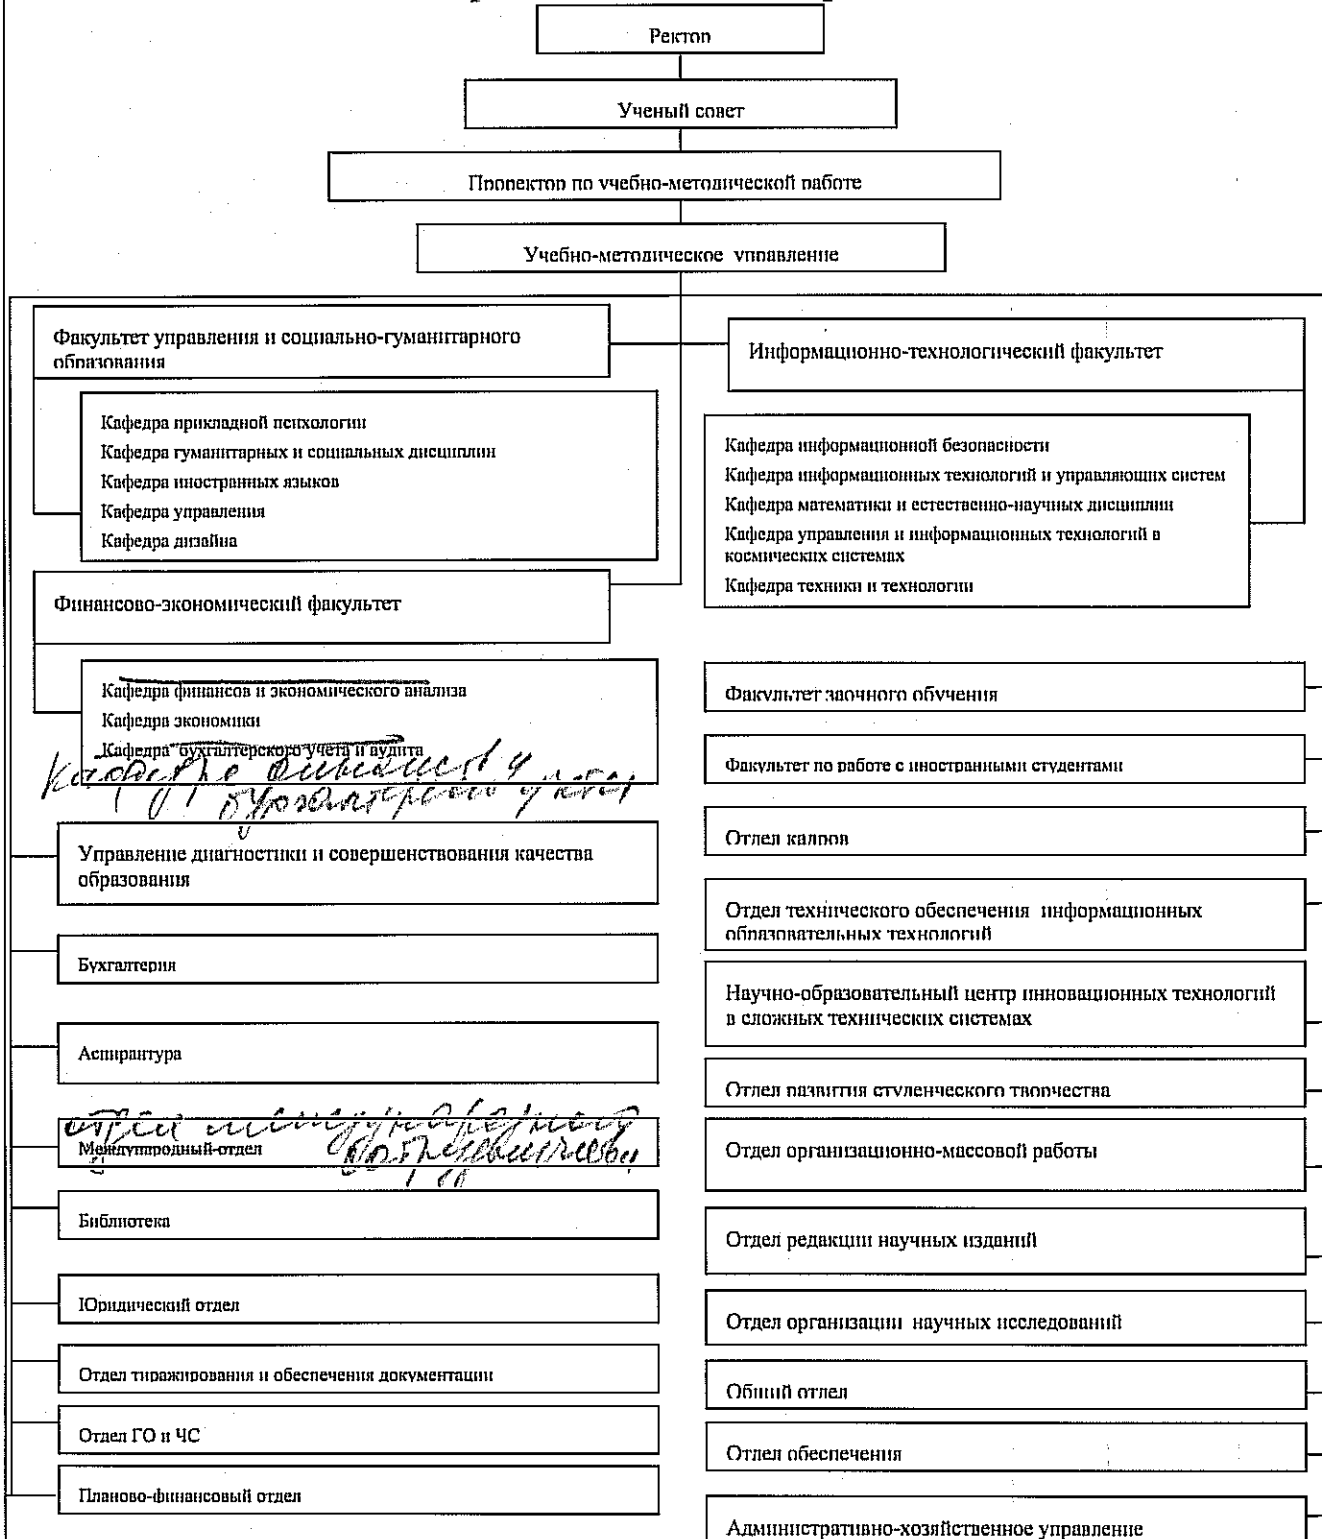 Ректор
Ученый совет
Проректор по учебно-методической работе
Учебно-методическое управление
Факультет управления и социально-гуманитарного
образования
Кафедра прикладной психологии
Кафедра гуманитарных и социальных дисциплин
Кафедра иностранных языков
Кафедра управления
Кафедра дизайна
Информационно-технологический факультет
Кафедра информационной безопасности
Кафедра информационных технологий и управляющих систем
Кафедра математики и естественно-научных дисциплин
Кафедра управления и информационных технологий в
космических системах
Кафедра техники и технологии
Финансово-экономический факультет
Кафедра финансов и экономического анализа
Кафедра экономики
Кафедра бухгалтерского учета и аудита
Кафедра финансов и
бухгалтерского учета
Управление диагностики и совершенствования качества
образования
Бухгалтерия
Аспирантура
отдел международного
сотрудничества
Международный отдел
Библиотека
Юридический отдел
Отдел тиражирования и обеспечения документации
Отдел ГО и ЧС
Планово-финансовый отдел
Факультет заочного обучения
Факультет по работе с иностранными студентами
Отдел кадров
Отдел технического обеспечения информационных
образовательных технологий
Научно-образовательный центр инновационных технологий
в сложных технических системах
Отдел развития студенческого творчества
Отдел организационно-массовой работы
Отдел редакции научных изданий
Отдел организации научных исследований
Общий отдел
Отдел обеспечения
Административно-хозяйственное управление